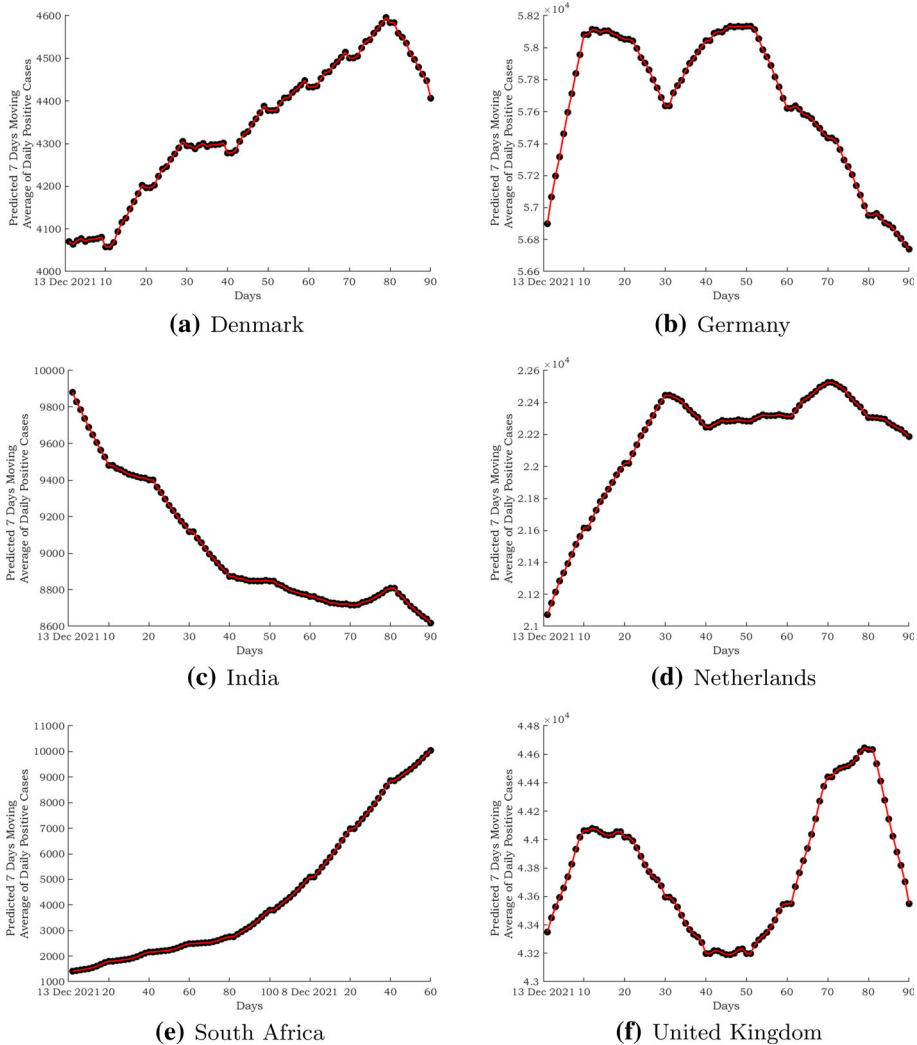 4600
4500
4400
4300
4200
4100
4000
Predicted 7 Days Moving
Average of Daily Positive Cases
13 Dec 2021 10 20 30 40 50 60 70 80 90
Days
(a) Denmark
×10⁴
5.82
5.8
5.78
5.76
5.74
5.72
5.7
5.68
5.66
Predicted 7 Days Moving
Average of Daily Positive Cases
13 Dec 2021 10 20 30 40 50 60 70 80 90
Days
(b) Germany
10000
9800
9600
9400
9200
9000
8800
8600
Predicted 7 Days Moving
Average of Daily Positive Cases
13 Dec 2021 10 20 30 40 50 60 70 80 90
Days
(c) India
×10⁴
2.26
2.24
2.22
2.2
2.18
2.16
2.14
2.12
2.1
Predicted 7 Days Moving
Average of Daily Positive Cases
13 Dec 2021 10 20 30 40 50 60 70 80 90
Days
(d) Netherlands
11000
10000
9000
8000
7000
6000
5000
4000
3000
2000
1000
Predicted 7 Days Moving
Average of Daily Positive Cases
13 Dec 2021 20 40 60 80 100 8 Dec 2021 20 40 60
Days
(e) South Africa
×10⁴
4.48
4.46
4.44
4.42
4.4
4.38
4.36
4.34
4.32
4.3
Predicted 7 Days Moving
Average of Daily Positive Cases
13 Dec 2021 10 20 30 40 50 60 70 80 90
Days
(f) United Kingdom